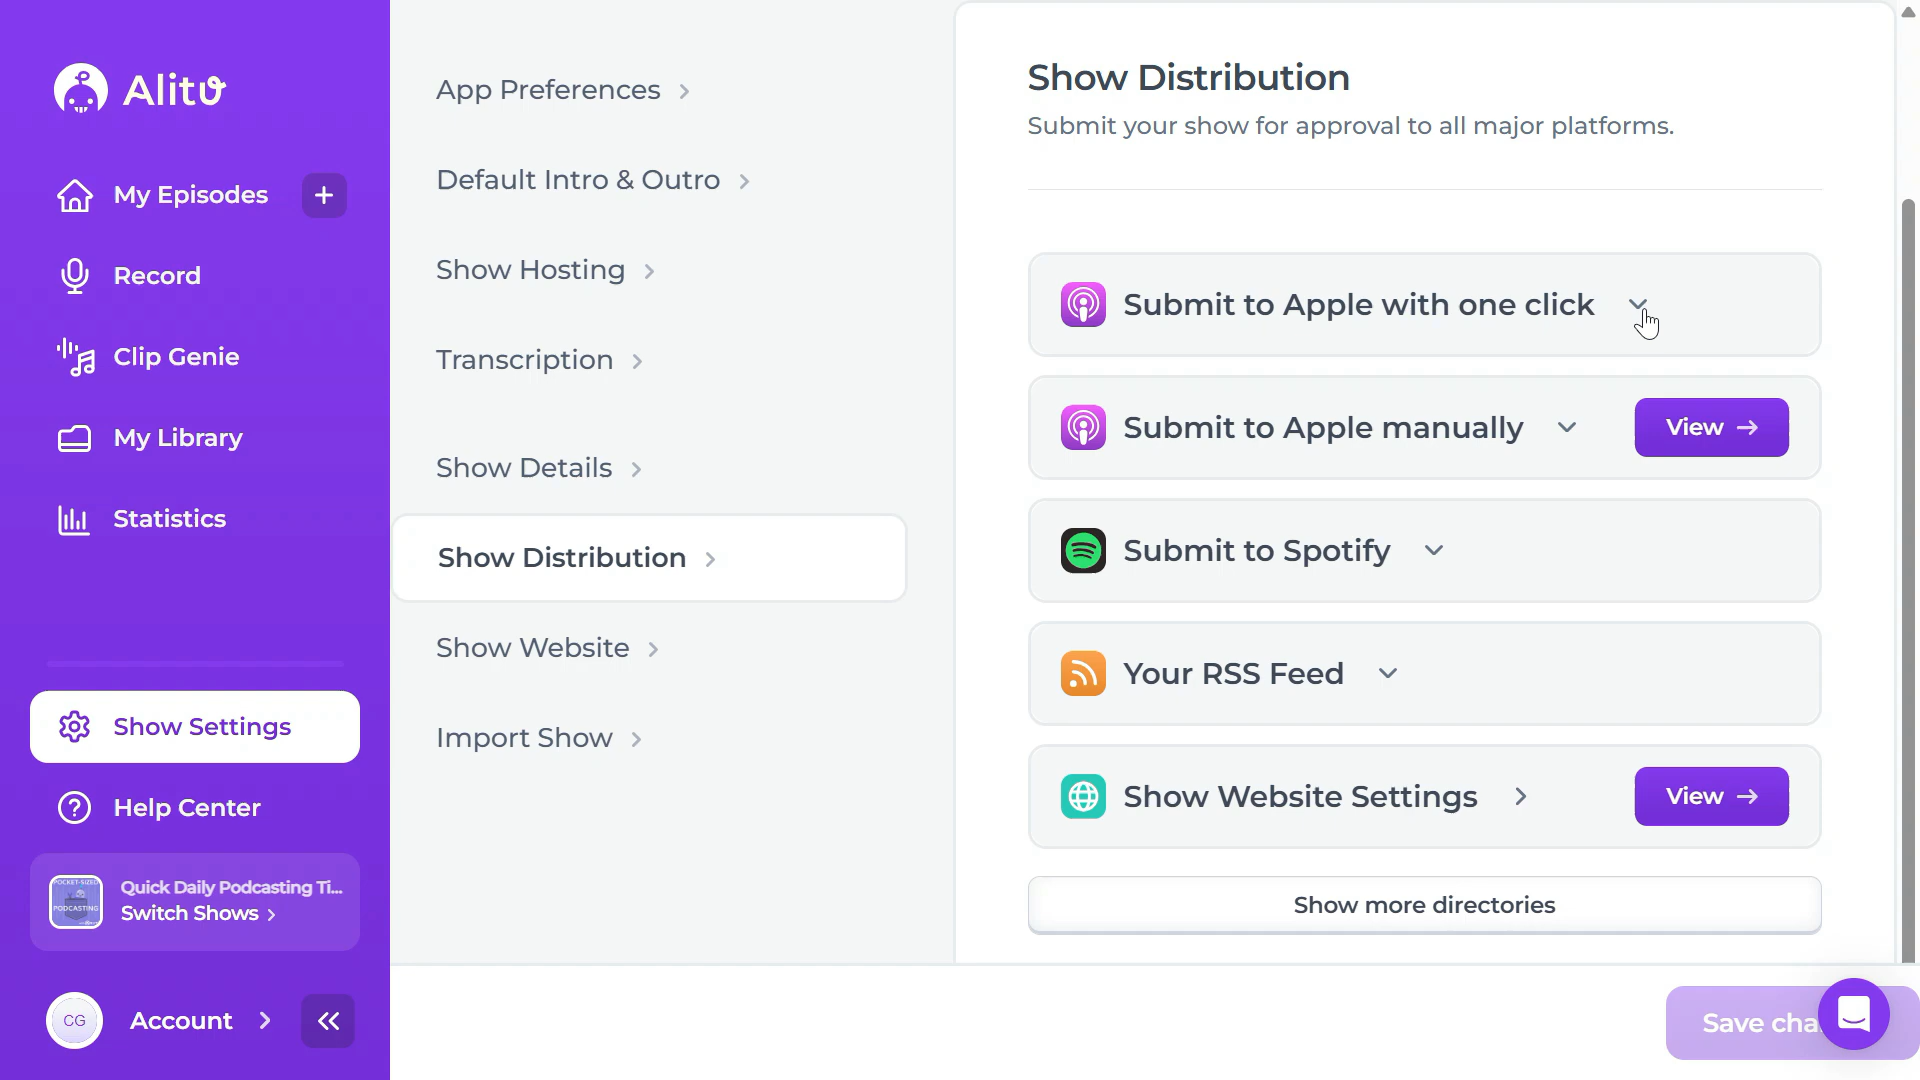 Alitu
My Episodes
Record
Clip Genie
My Library
Statistics
Show Settings
Help Center
POCKET-SIZED
PODCASTING
Quick Daily Podcasting Ti...
Switch Shows
CG
Account
App Preferences
Default Intro & Outro
Show Hosting
Transcription
Show Details
Show Distribution
Show Website
Import Show
Show Distribution
Submit your show for approval to all major platforms.
Submit to Apple with one click
Submit to Apple manually
View
Submit to Spotify
Your RSS Feed
Show Website Settings
View
Show more directories
Save cha